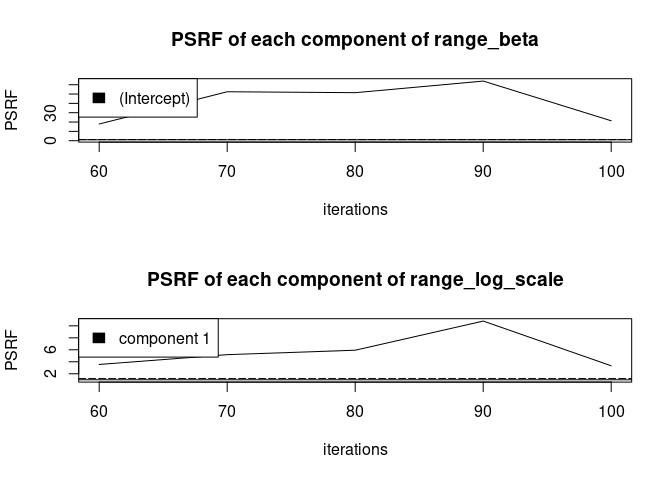 PSRF of each component of range_beta
PSRF
30
0
(Intercept)
60 70 80 90 100
iterations
PSRF of each component of range_log_scale
PSRF
6
2
component 1
60 70 80 90 100
iterations